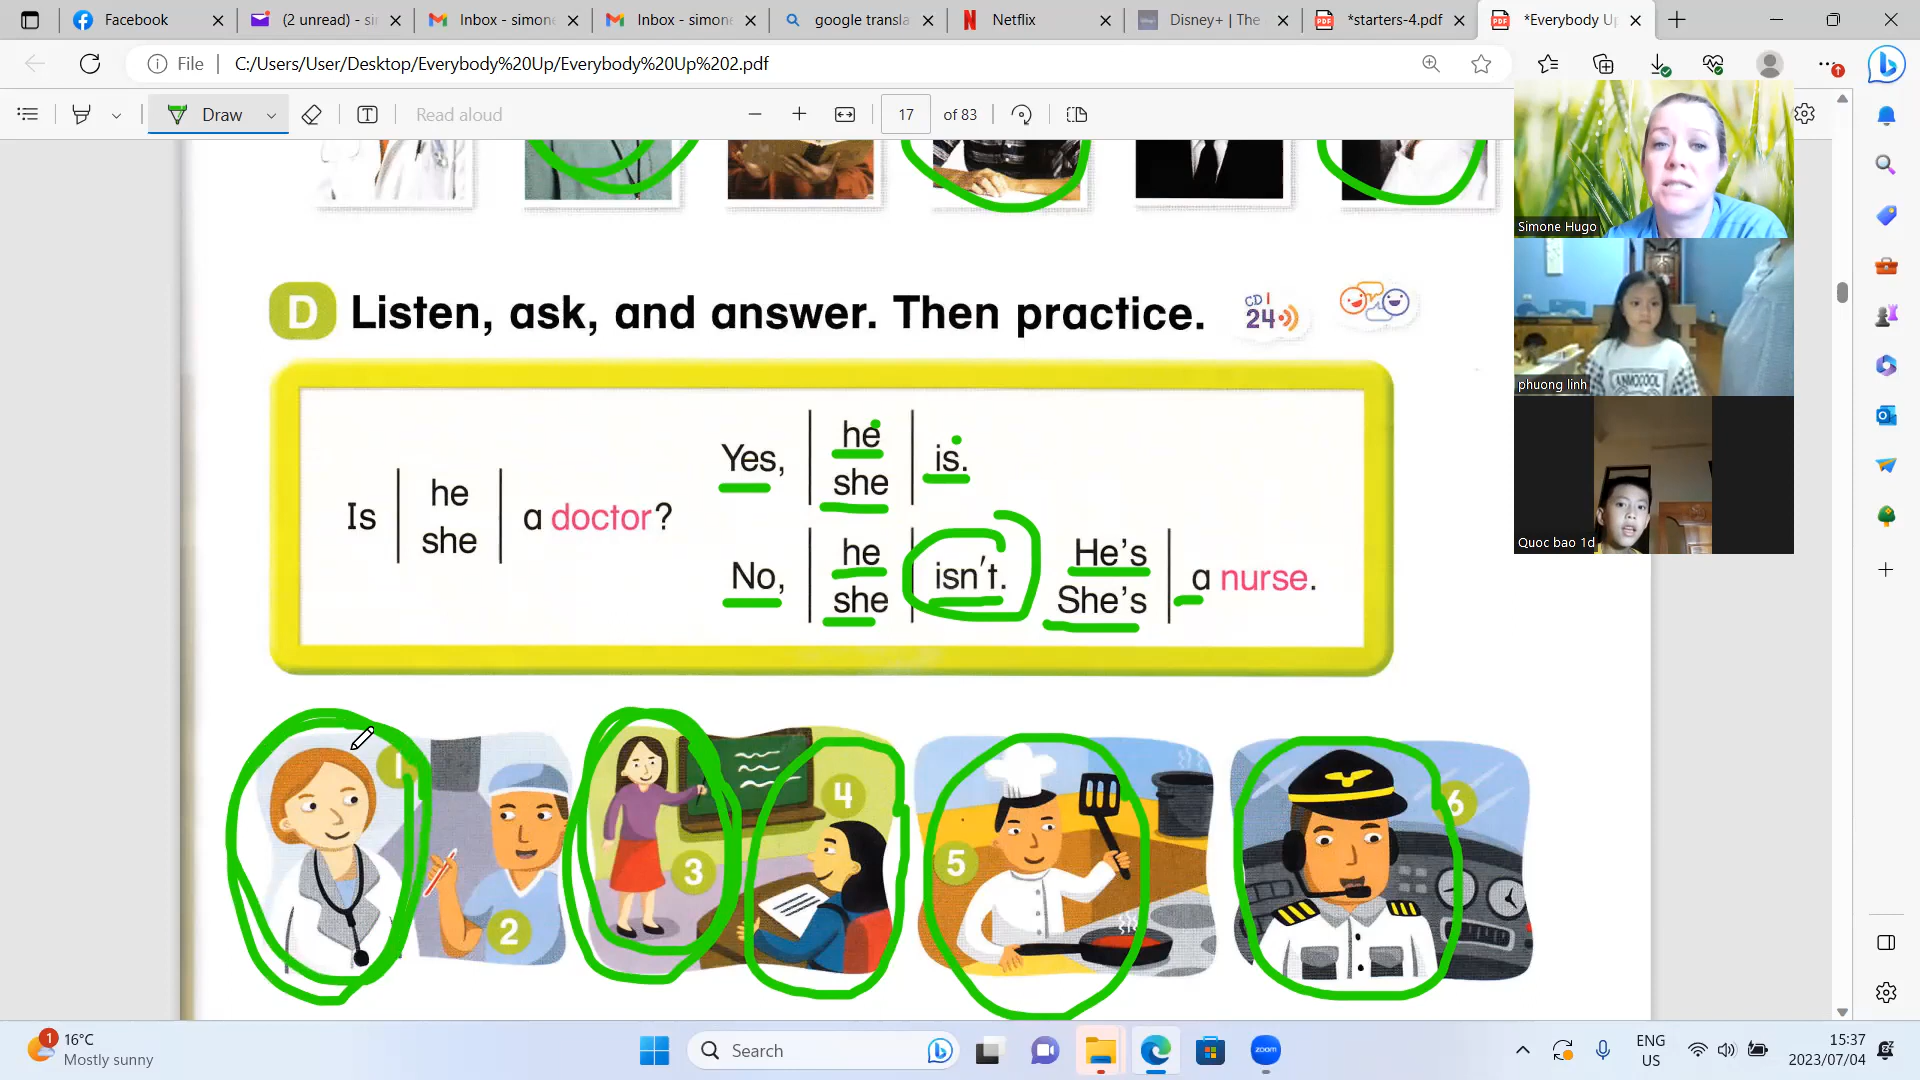 Facebook
(2 unread) - si
Inbox - simon
Inbox - simon
google transla
Netflix
Disney+ | The
*starters-4.pdf
*Everybody Up
File
C:/Users/User/Desktop/Everybody%20Up/Everybody%20Up%202.pdf
Draw
Read aloud
17
of 83
D Listen, ask, and answer. Then practice.
CD 1
24
Is
he
she
a doctor?
Yes,
he
she
is.
No,
he
she
isn't.
He's
She's
a nurse.
1
2
3
4
5
6
Simone Hugo
phuong linh
Quoc bao 1d
ANMOCOOL
1
16°C
Mostly sunny
Search
zoom
ENG
US
15:37
2023/07/04